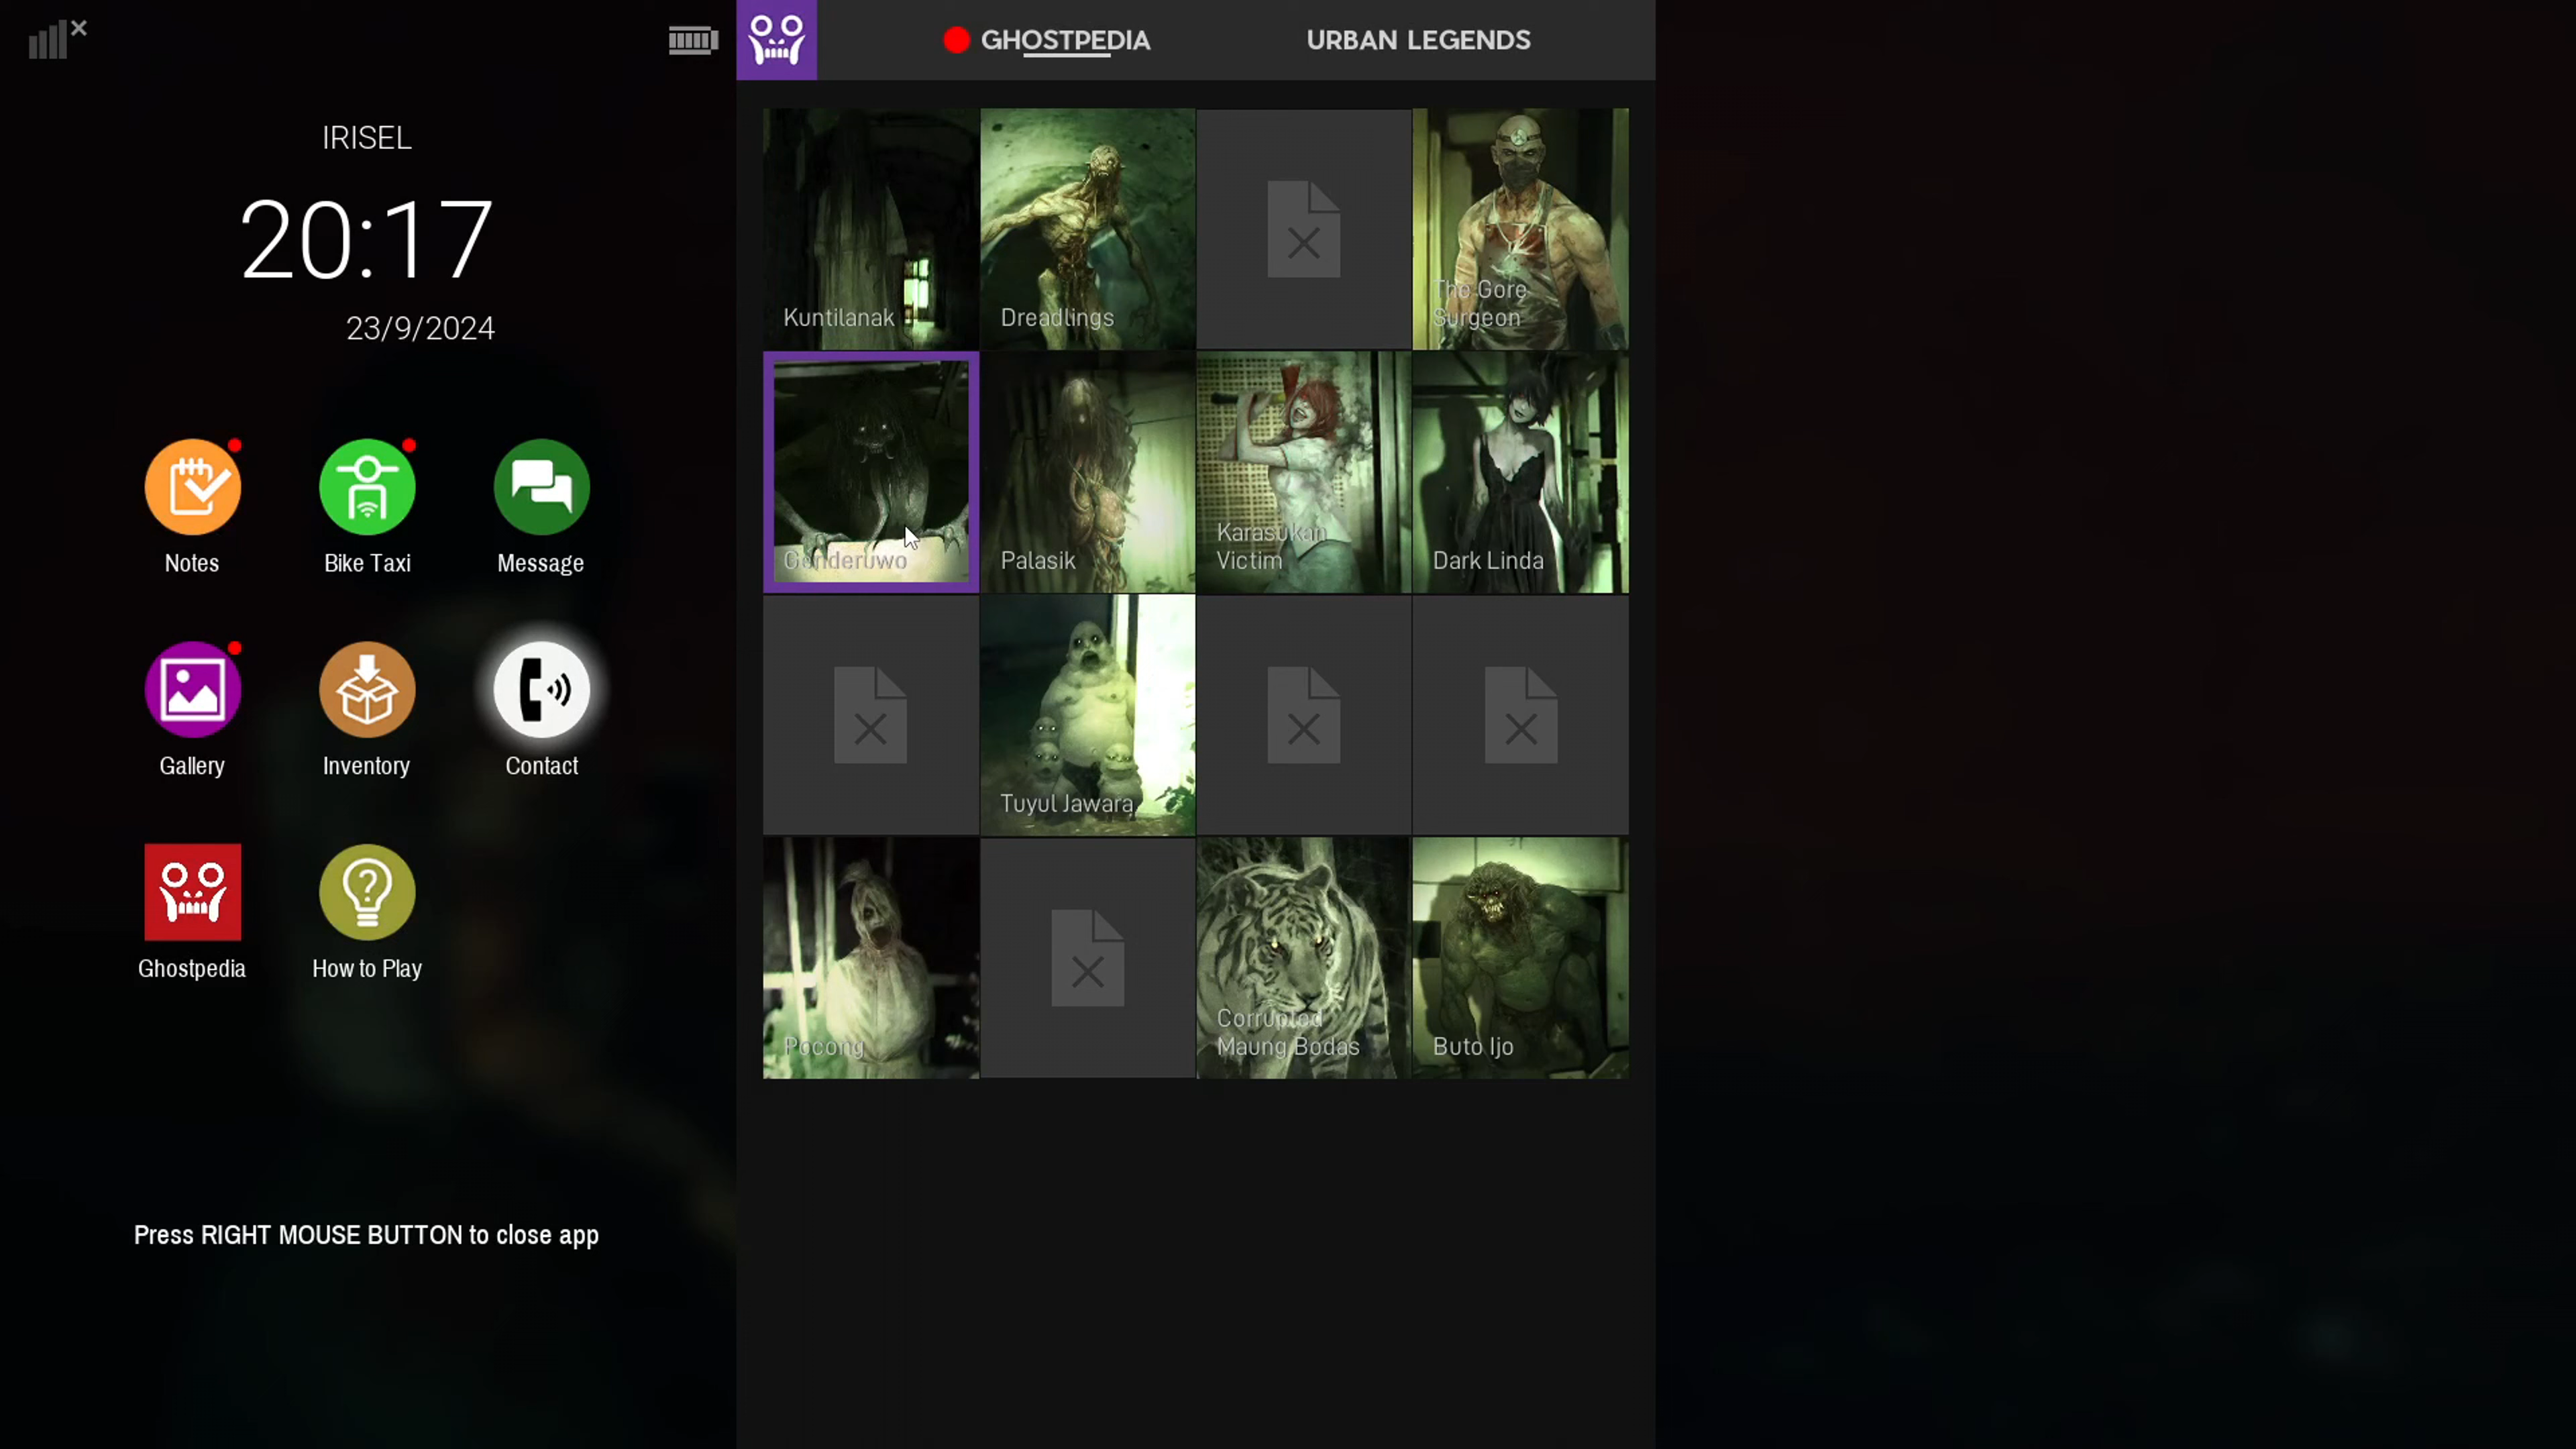 IRISEL
20:17
23/9/2024
Notes
Bike Taxi
Message
Gallery
Inventory
Contact
Ghostpedia
How to Play
Press RIGHT MOUSE BUTTON to close app
GHOSTPEDIA
URBAN LEGENDS
Kuntilanak
Dreadlings
The Gore
Surgeon
Genderuwo
Palasik
Karasukan
Victim
Dark Linda
Tuyul Jawara
Pocong
Corrupted
Maung Bodas
Buto Ijo